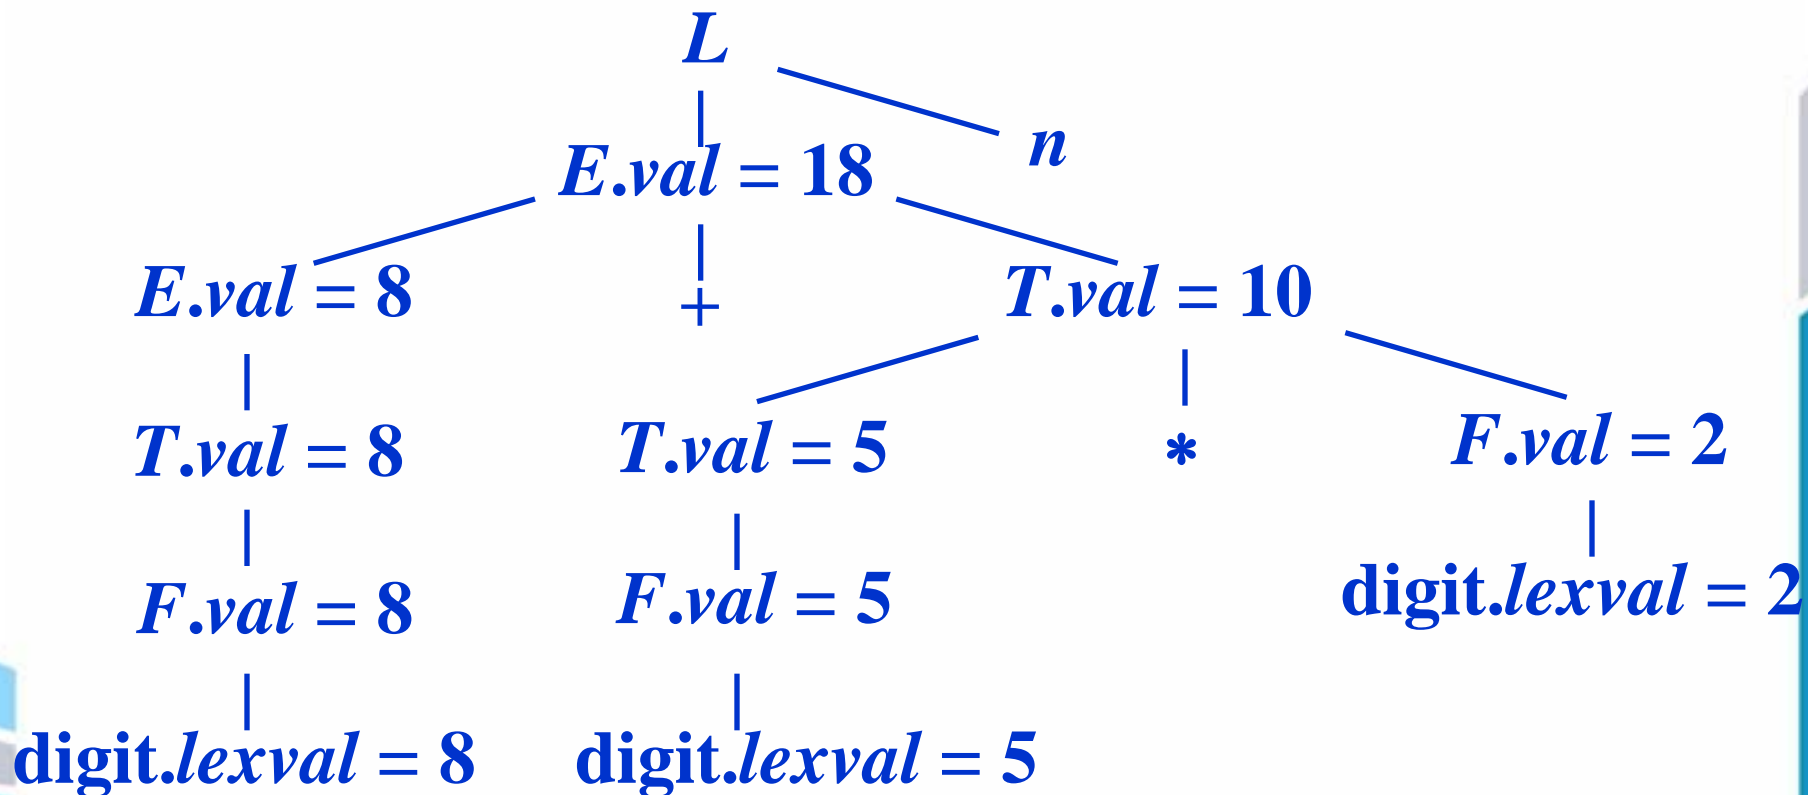 L
n
E.val = 18
E.val = 8 + T.val = 10
T.val = 8 T.val = 5 * F.val = 2
F.val = 8 F.val = 5 digit.lexval = 2
digit.lexval = 8 digit.lexval = 5